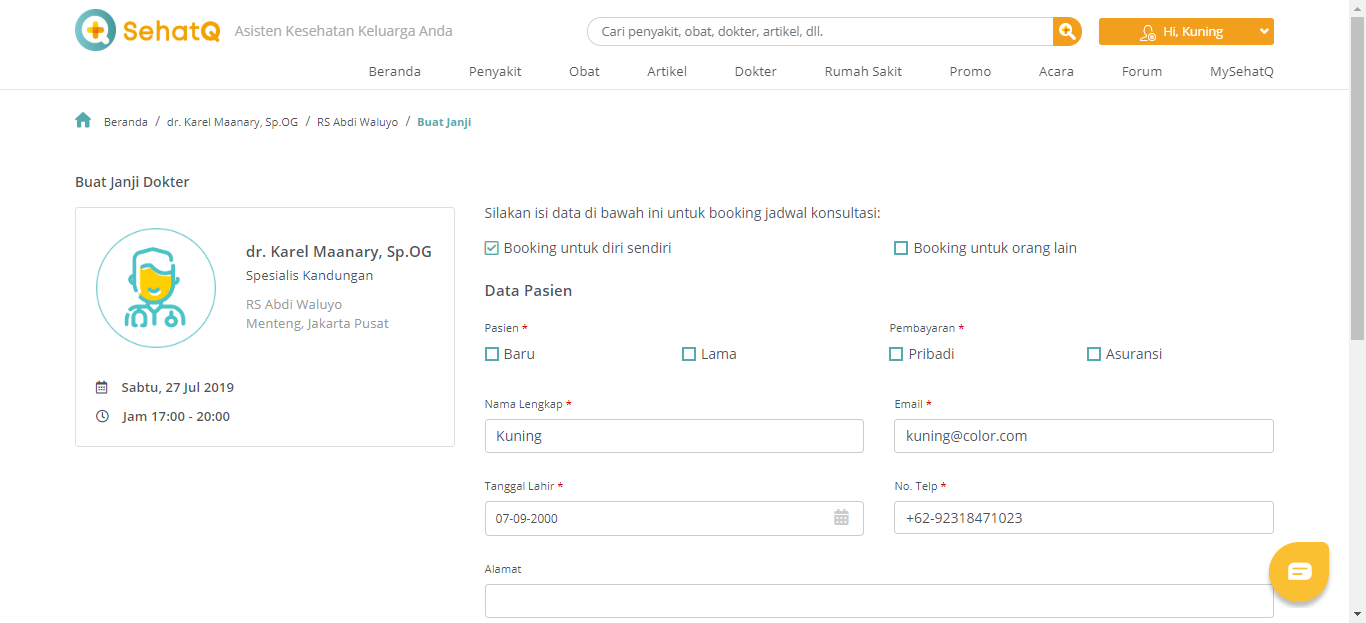 SehatQ Asisten Kesehatan Keluarga Anda
Cari penyakit, obat, dokter, artikel, dll.
Hi, Kuning
Beranda Penyakit Obat Artikel Dokter Rumah Sakit Promo Acara Forum MySehatQ
Beranda / dr. Karel Maanary, Sp.OG / RS Abdi Waluyo / Buat Janji
Buat Janji Dokter
dr. Karel Maanary, Sp.OG
Spesialis Kandungan
RS Abdi Waluyo
Menteng, Jakarta Pusat
Sabtu, 27 Jul 2019
Jam 17:00 - 20:00
Silakan isi data di bawah ini untuk booking jadwal konsultasi:
Booking untuk diri sendiri Booking untuk orang lain
Data Pasien
Pasien * Pembayaran *
Baru Lama Pribadi Asuransi
Nama Lengkap * Email *
Kuning kuning@color.com
Tanggal Lahir * No. Telp *
07-09-2000 +62-92318471023
Alamat